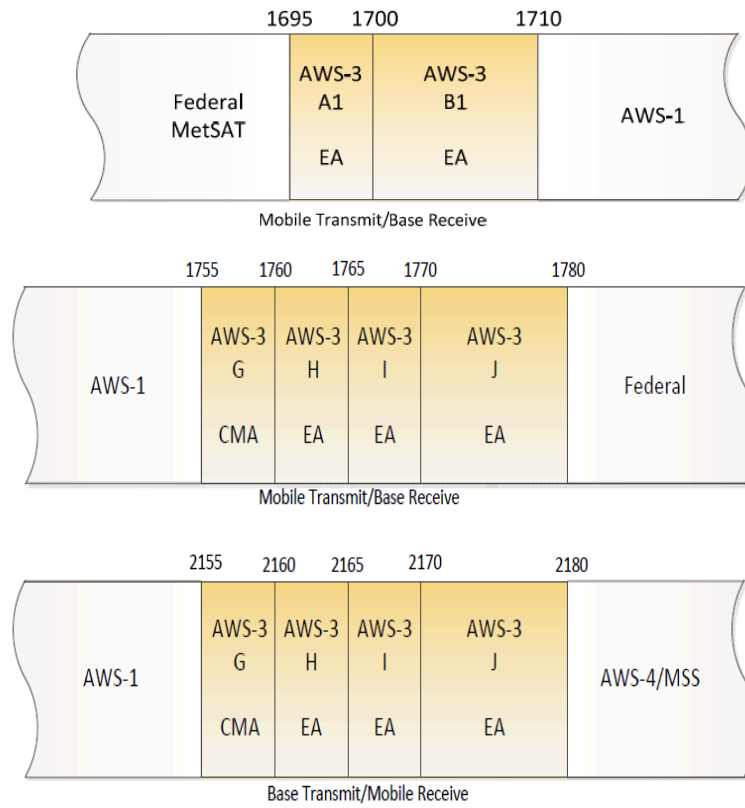 1695 1700 1710
Federal
MetSAT
AWS-3
A1
EA
AWS-3
B1
EA
AWS-1
Mobile Transmit/Base Receive
1755 1760 1765 1770 1780
AWS-1
AWS-3
G
CMA
AWS-3
H
EA
AWS-3
I
EA
AWS-3
J
EA
Federal
Mobile Transmit/Base Receive
2155 2160 2165 2170 2180
AWS-1
AWS-3
G
CMA
AWS-3
H
EA
AWS-3
I
EA
AWS-3
J
EA
AWS-4/MSS
Base Transmit/Mobile Receive